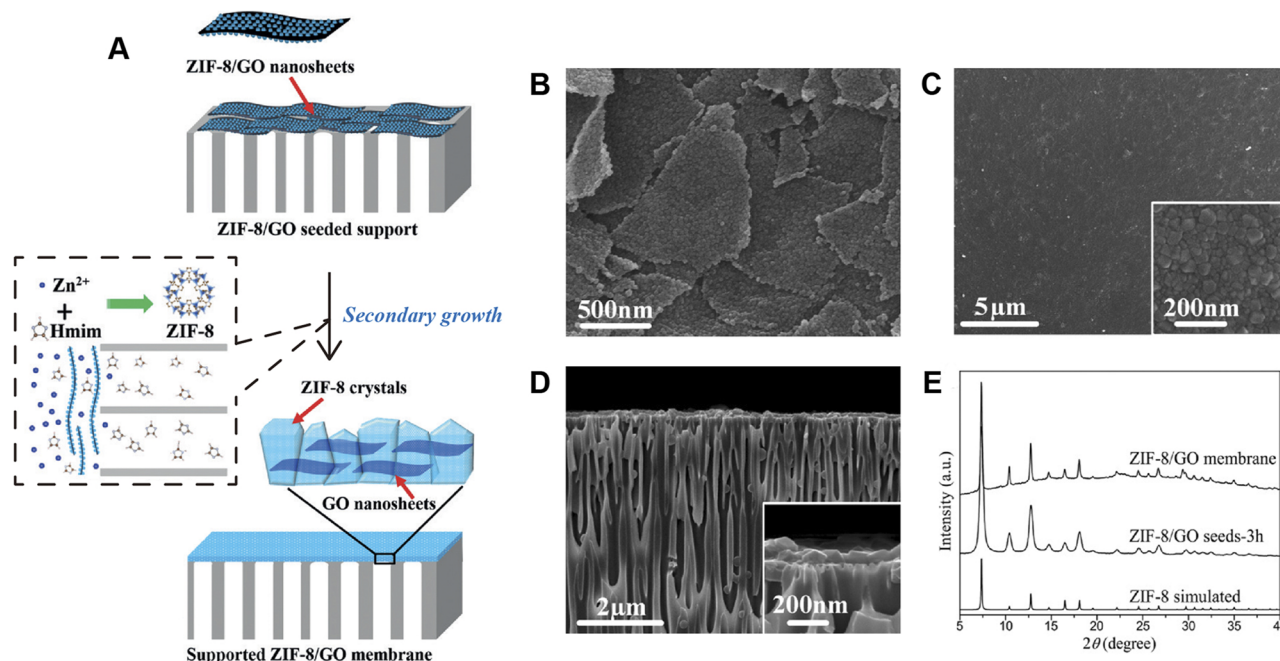 A
ZIF-8/GO nanosheets
ZIF-8/GO seeded support
Zn²⁺
+
Hmim
ZIF-8
Secondary growth
ZIF-8 crystals
GO nanosheets
Supported ZIF-8/GO membrane
B
500nm
C
5μm
200nm
D
2μm
200nm
E
Intensity (a.u.)
ZIF-8/GO membrane
ZIF-8/GO seeds-3h
ZIF-8 simulated
5 10 15 20 25 30 35 40
2θ (degree)